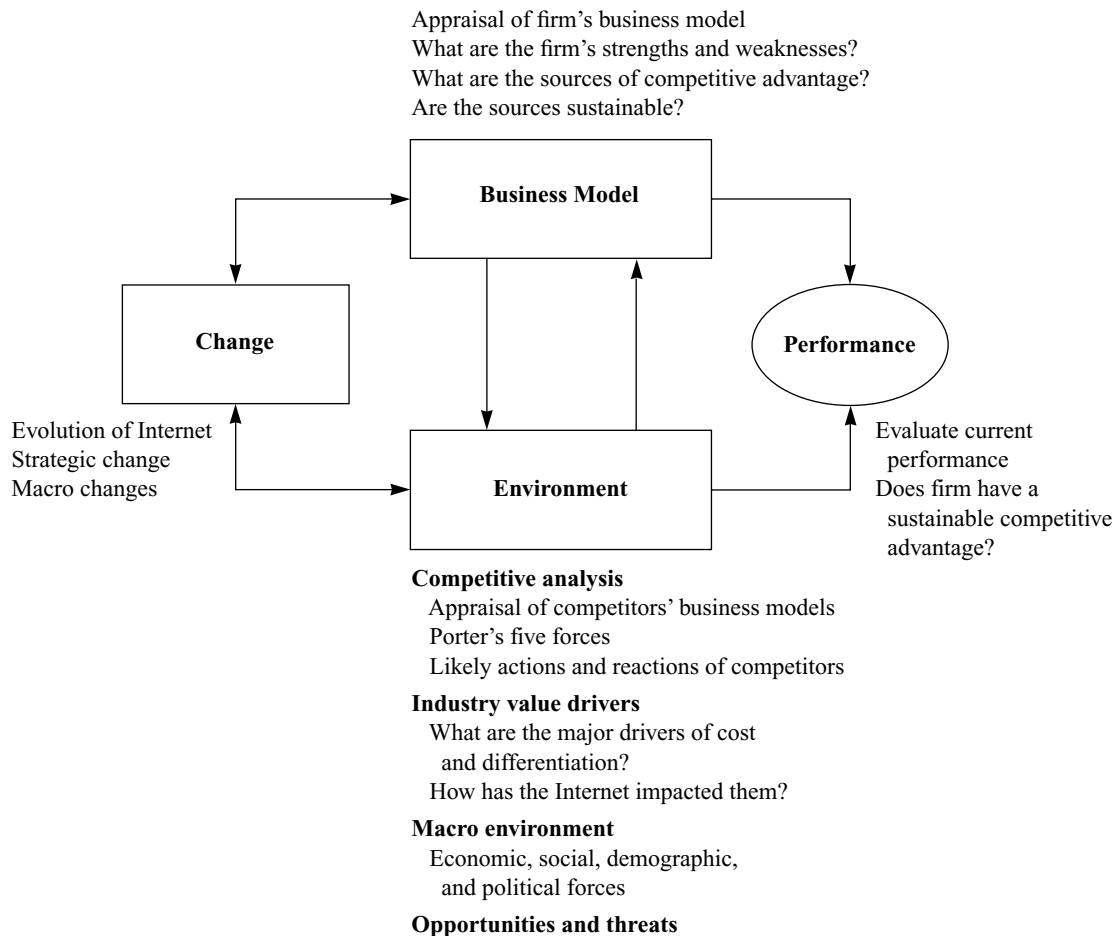 Appraisal of firm’s business model
What are the firm’s strengths and weaknesses?
What are the sources of competitive advantage?
Are the sources sustainable?
Business Model
Change
Performance
Evolution of Internet
Strategic change
Macro changes
Environment
Evaluate current
performance
Does firm have a
sustainable competitive
advantage?
Competitive analysis
Appraisal of competitors’ business models
Porter’s five forces
Likely actions and reactions of competitors
Industry value drivers
What are the major drivers of cost
and differentiation?
How has the Internet impacted them?
Macro environment
Economic, social, demographic,
and political forces
Opportunities and threats